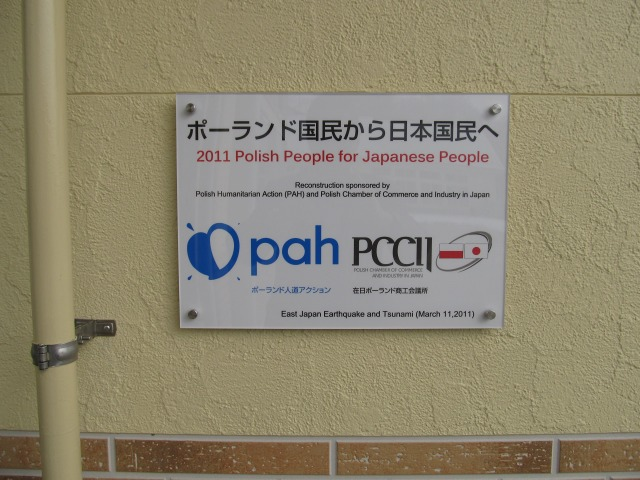 ポーランド国民から日本国民へ
2011 Polish People for Japanese People
Reconstruction sponsored by
Polish Humanitarian Action (PAH) and Polish Chamber of Commerce and Industry in Japan
pah
PCCIJ
POLISH CHAMBER OF COMMERCE
AND INDUSTRY IN JAPAN
ポーランド人道アクション
在日ポーランド商工会議所
East Japan Earthquake and Tsunami (March 11,2011)